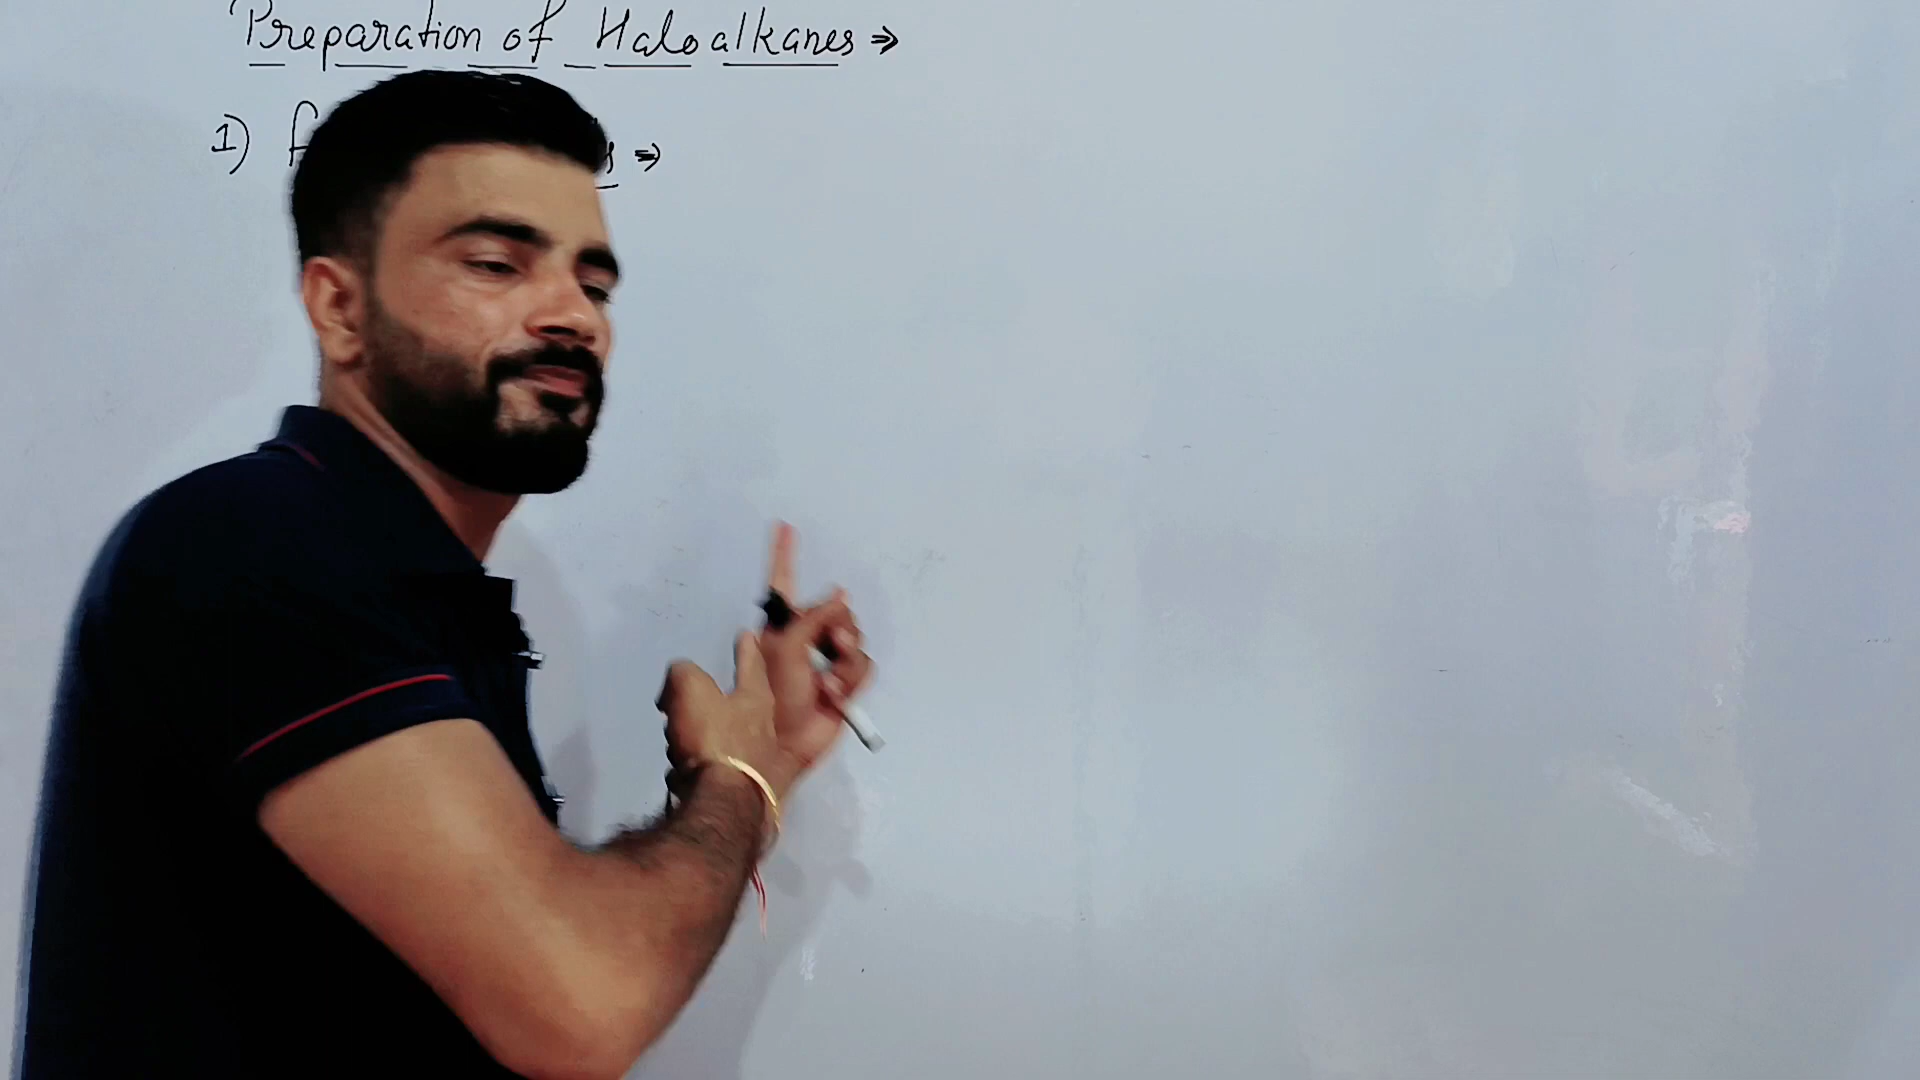 Preparation of Haloalkanes ⇒
1) ⇒